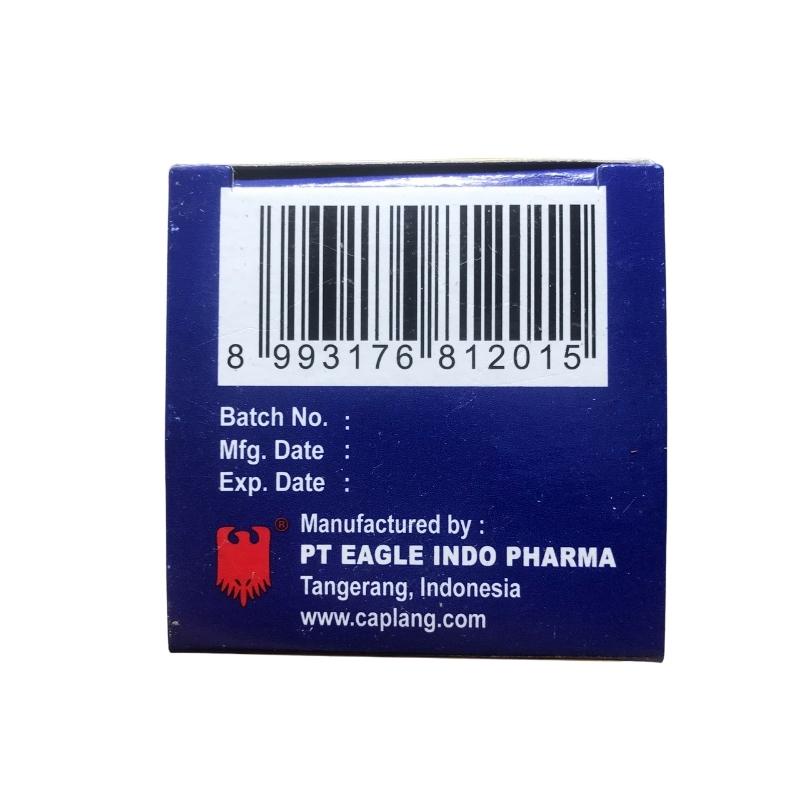 8 993176 812015
Batch No. :
Mfg. Date :
Exp. Date :
®
Manufactured by :
PT EAGLE INDO PHARMA
Tangerang, Indonesia
www.caplang.com